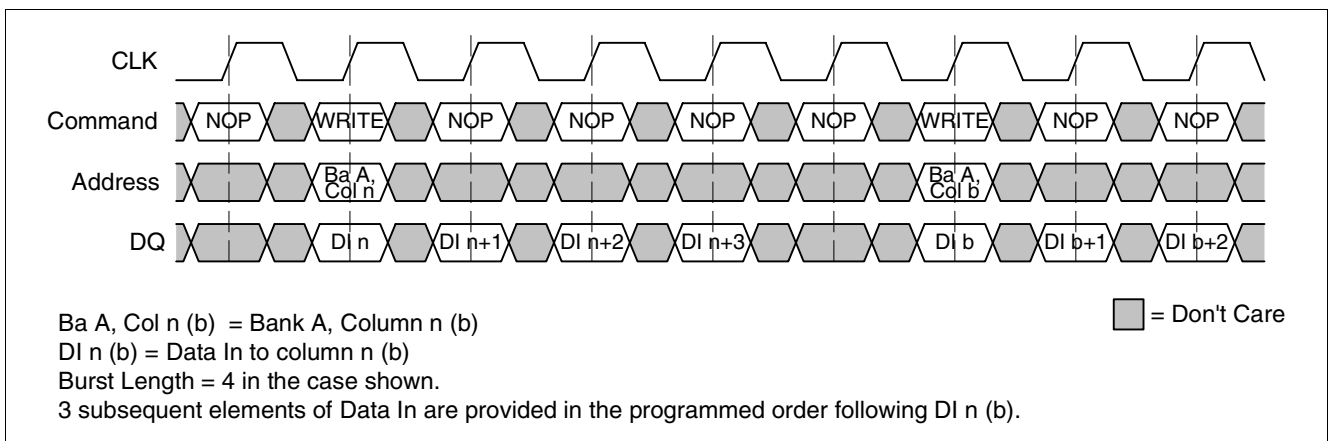 CLK
Command NOP WRITE NOP NOP NOP NOP WRITE NOP NOP
Address Ba A, Col n Ba A, Col b
DQ DI n DI n+1 DI n+2 DI n+3 DI b DI b+1 DI b+2
Ba A, Col n (b) = Bank A, Column n (b)
= Don't Care
DI n (b) = Data In to column n (b)
Burst Length = 4 in the case shown.
3 subsequent elements of Data In are provided in the programmed order following DI n (b).